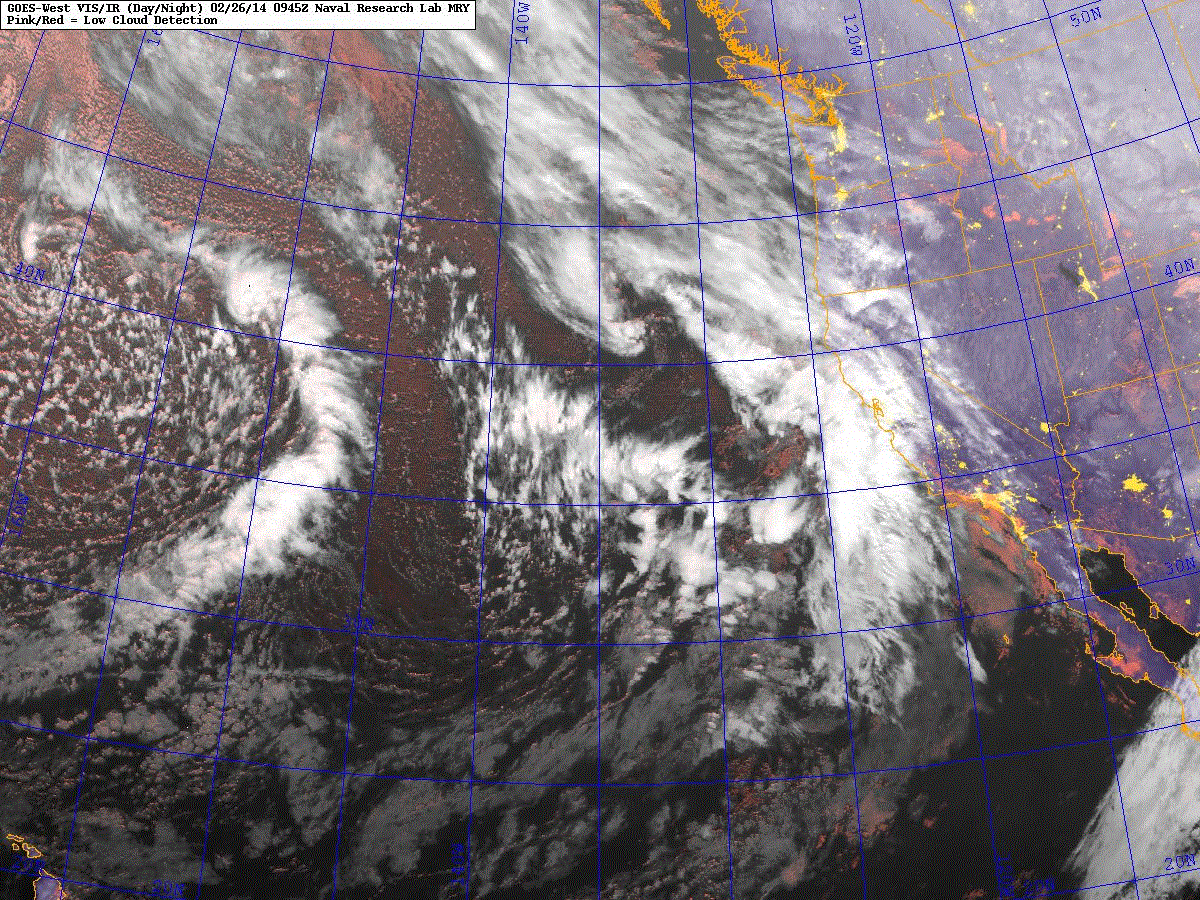 GOES-West VIS/IR (Day/Night) 02/26/14 0945Z Naval Research Lab MRY
Pink/Red = Low Cloud Detection
140W
120W
50N
40N
40N
30N
20N